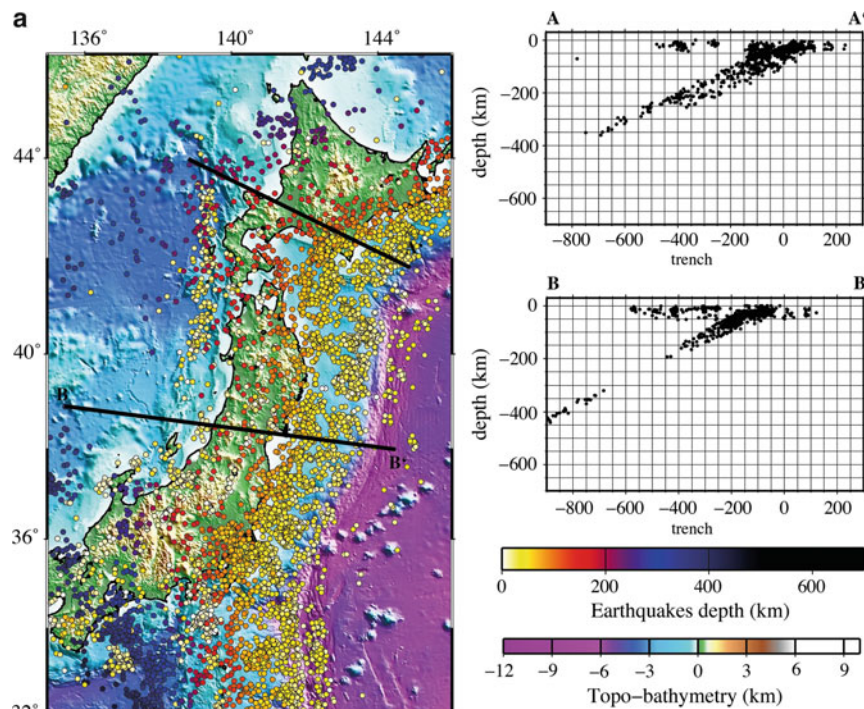 a
136° 140° 144°
44°
40°
36°
32°
A'
B
B'
A A'
0
−200
−400
−600
depth (km)
−800 −600 −400 −200 0 200
trench
B B
0
−200
−400
−600
depth (km)
−800 −600 −400 −200 0 200
trench
0 200 400 600
Earthquakes depth (km)
−12 −9 −6 −3 0 3 6 9
Topo-bathymetry (km)